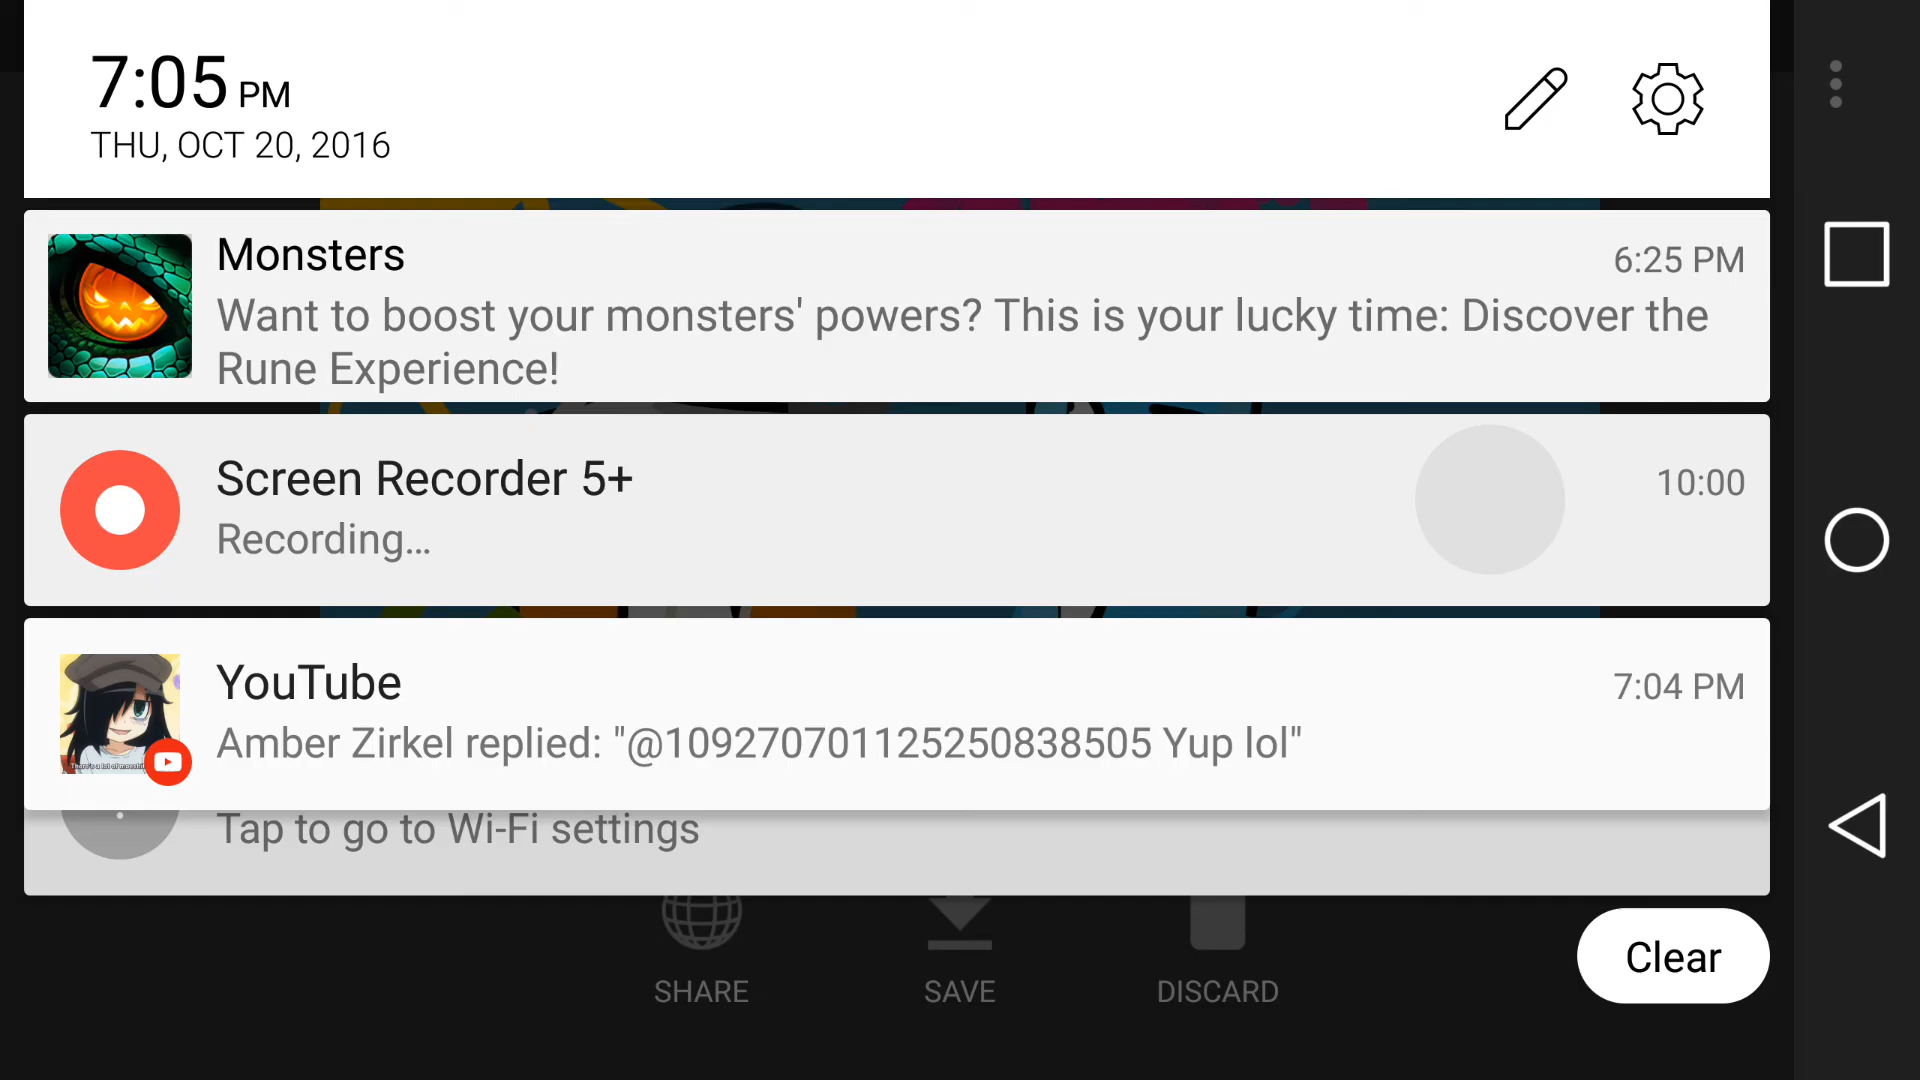 7:05 PM
THU, OCT 20, 2016
Monsters
6:25 PM
Want to boost your monsters' powers? This is your lucky time: Discover the
Rune Experience!
Screen Recorder 5+
10:00
Recording...
YouTube
7:04 PM
Amber Zirkel replied: "@109270701125250838505 Yup lol"
Tap to go to Wi-Fi settings
SHARE
SAVE
DISCARD
Clear